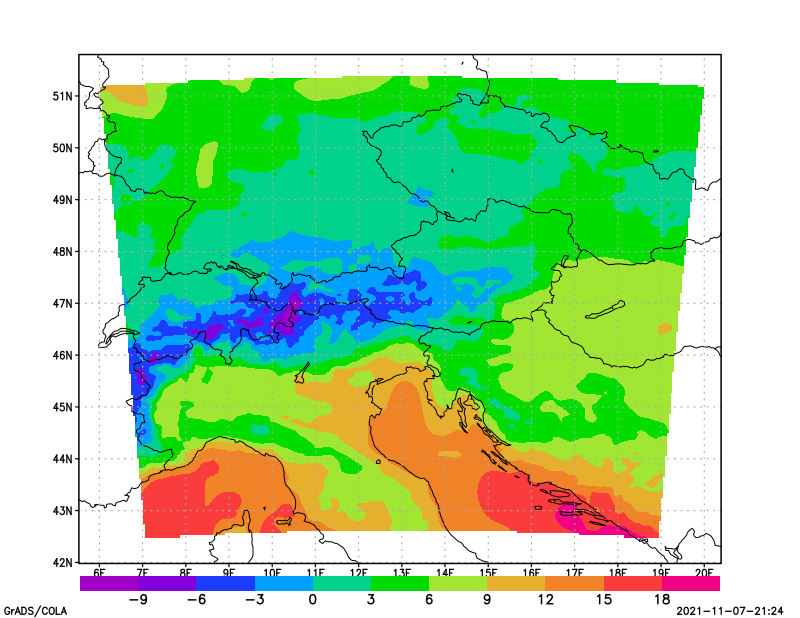 51N
50N
49N
48N
47N
46N
45N
44N
43N
42N
6E 7E 8E 9E 10E 11E 12E 13E 14E 15E 16E 17E 18E 19E 20E
−9 −6 −3 0 3 6 9 12 15 18
GrADS/COLA 2021-11-07-21:24